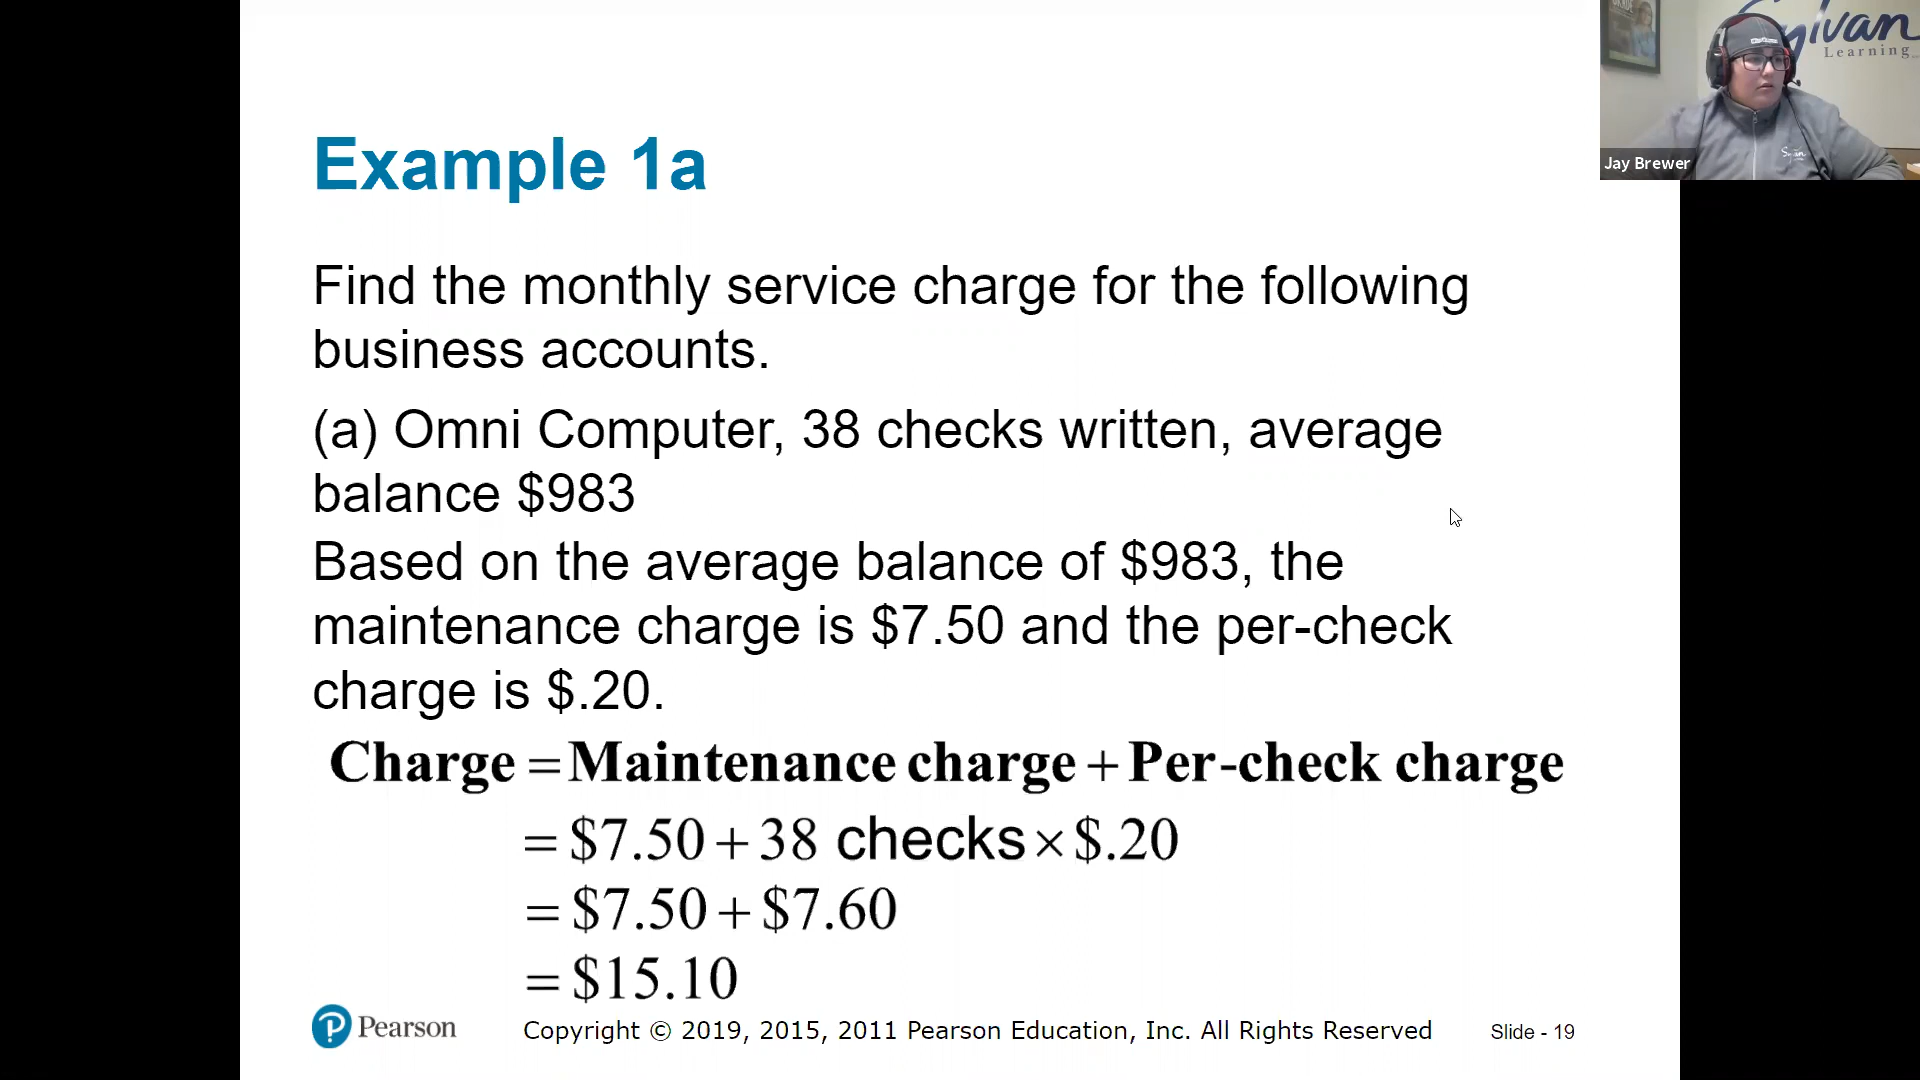 Sylvan
Learning
Jay Brewer
Example 1a
Find the monthly service charge for the following
business accounts.
(a) Omni Computer, 38 checks written, average
balance $983
Based on the average balance of $983, the
maintenance charge is $7.50 and the per-check
charge is $.20.
Charge = Maintenance charge + Per-check charge
= $7.50 + 38 checks × $.20
= $7.50 + $7.60
= $15.10
Pearson
Copyright © 2019, 2015, 2011 Pearson Education, Inc. All Rights Reserved
Slide - 19